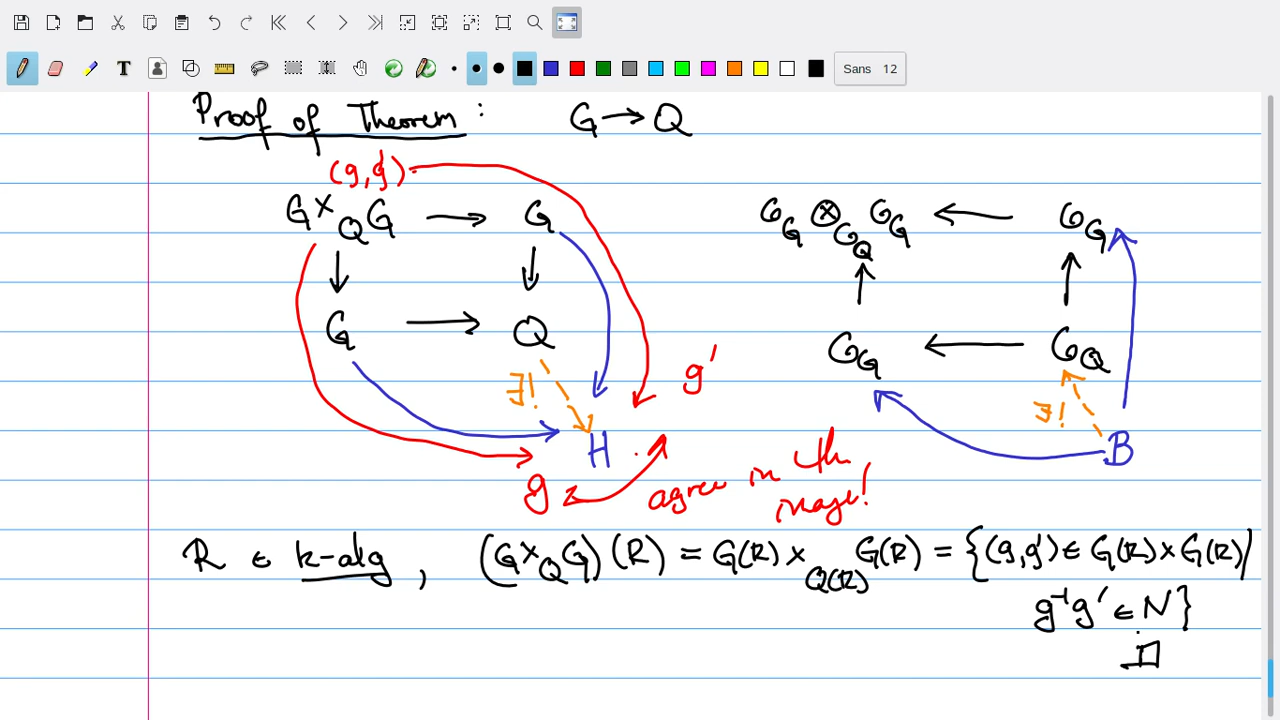 Sans 12
Proof of Theorem : G → Q
(g, g')
G ×_Q G → G
O_G ⊗_{O_Q} O_G ← O_G
G → Q
O_G ← O_Q
g'
∃!
∃!
H
B
g
agree in the
image!
R ∈ k-alg , (G ×_Q G)(R) = G(R) ×_{Q(R)} G(R) = {(g, g') ∈ G(R) × G(R) /
g⁻¹g' ∈ N}
□